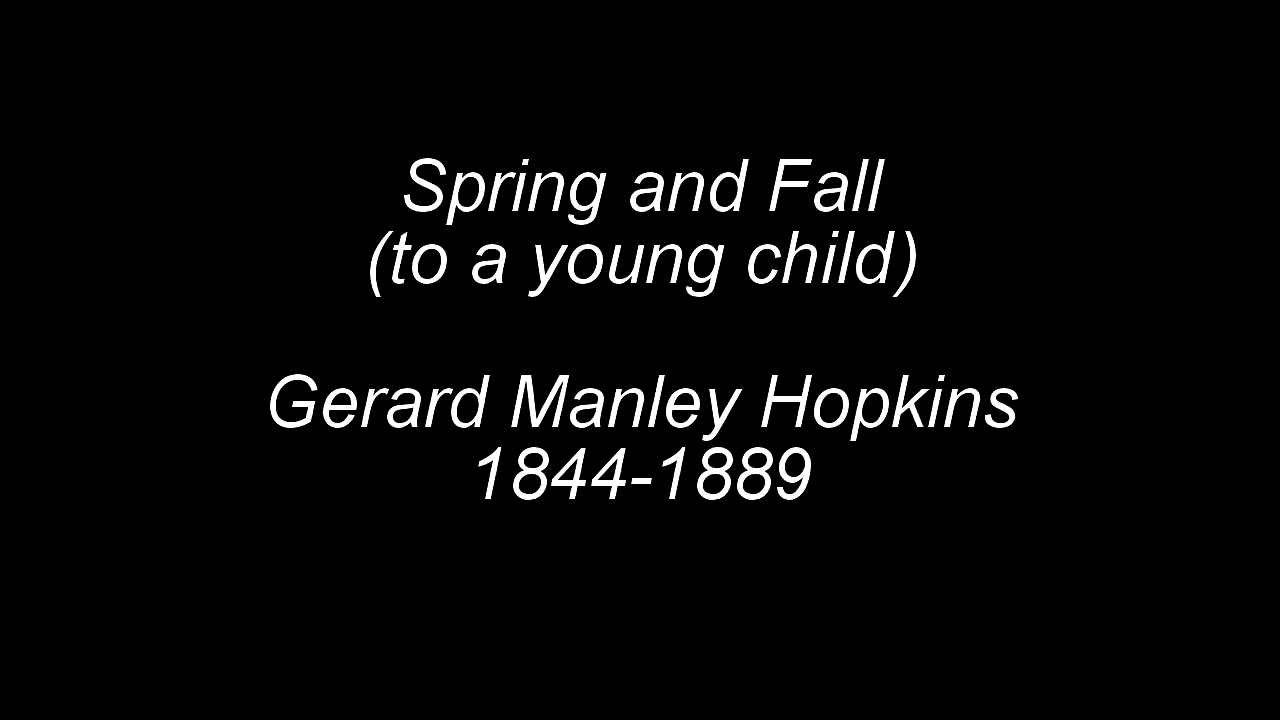 Spring and Fall
(to a young child)
Gerard Manley Hopkins
1844-1889